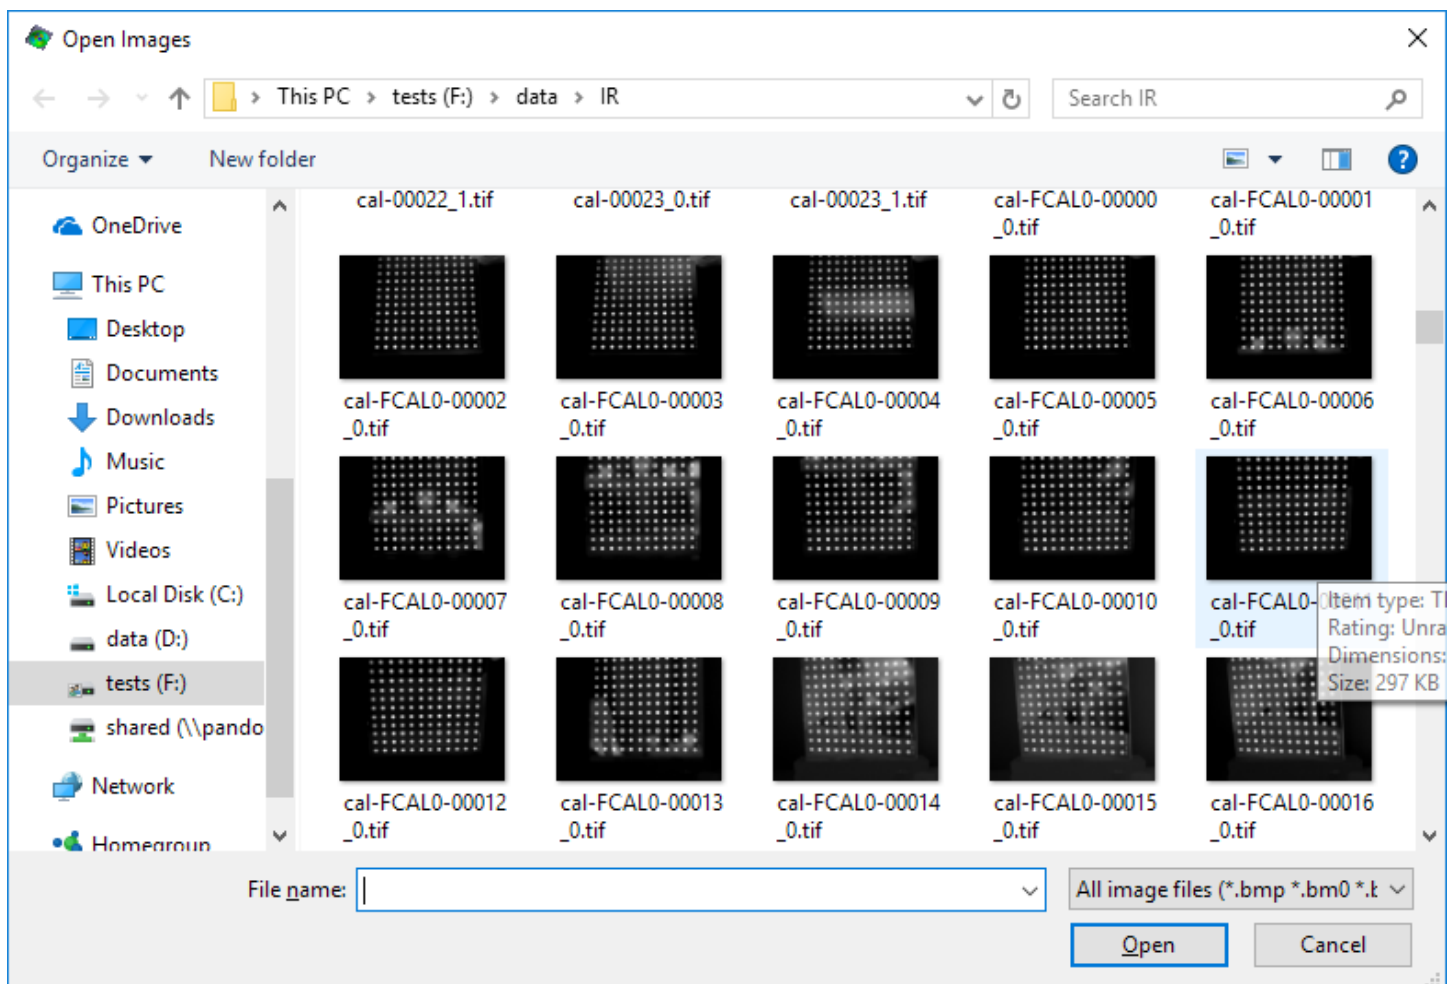 Open Images
This PC > tests (F:) > data > IR
Search IR
Organize
New folder
?
OneDrive
This PC
Desktop
Documents
Downloads
Music
Pictures
Videos
Local Disk (C:)
data (D:)
tests (F:)
shared (\\pando
Network
Homegroup
cal-00022_1.tif
cal-00023_0.tif
cal-00023_1.tif
cal-FCAL0-00000
_0.tif
cal-FCAL0-00001
_0.tif
cal-FCAL0-00002
_0.tif
cal-FCAL0-00003
_0.tif
cal-FCAL0-00004
_0.tif
cal-FCAL0-00005
_0.tif
cal-FCAL0-00006
_0.tif
cal-FCAL0-00007
_0.tif
cal-FCAL0-00008
_0.tif
cal-FCAL0-00009
_0.tif
cal-FCAL0-00010
_0.tif
cal-FCAL0-
_0.tif
Item type: TI
Rating: Unra
Dimensions:
Size: 297 KB
cal-FCAL0-00012
_0.tif
cal-FCAL0-00013
_0.tif
cal-FCAL0-00014
_0.tif
cal-FCAL0-00015
_0.tif
cal-FCAL0-00016
_0.tif
File name:
All image files (*.bmp *.bm0 *.b
Open
Cancel